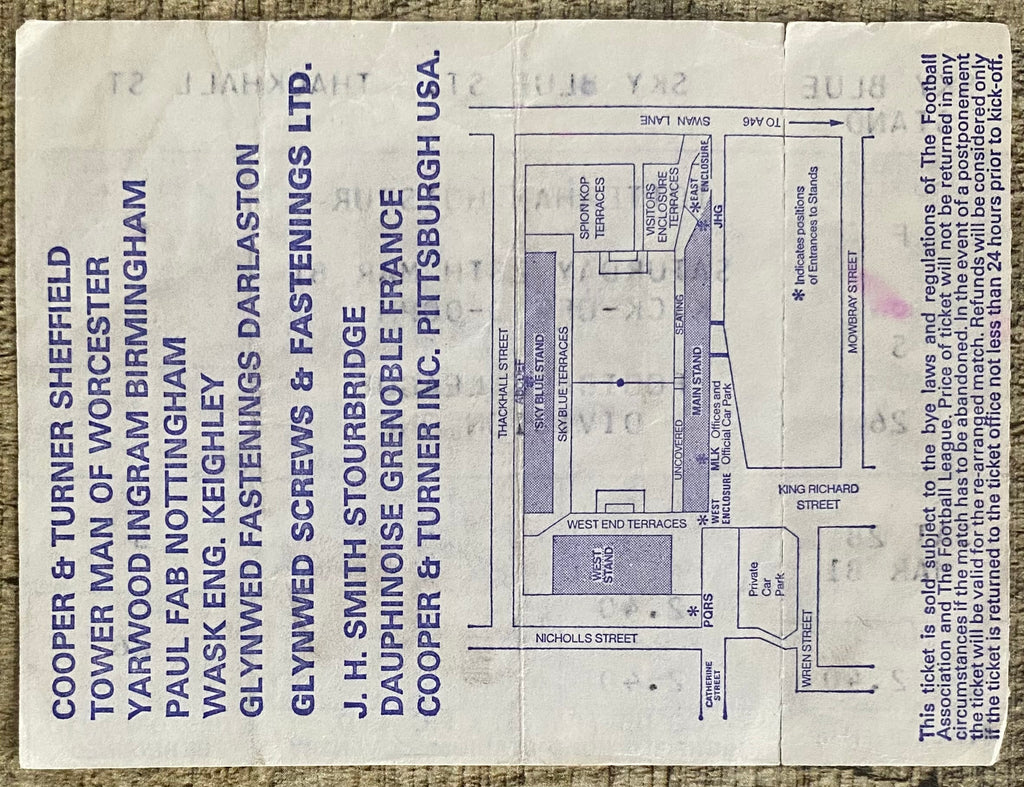 COOPER & TURNER SHEFFIELD
TOWER MAN OF WORCESTER
YARWOOD INGRAM BIRMINGHAM
PAUL FAB NOTTINGHAM
WASK ENG. KEIGHLEY
GLYNWED FASTENINGS DARLASTON
GLYNWED SCREWS & FASTENINGS LTD.
J. H. SMITH STOURBRIDGE
DAUPHINOISE GRENOBLE FRANCE
COOPER & TURNER INC. PITTSBURGH USA.
THACKHALL STREET
SKY BLUE STAND
SKY BLUE TERRACES
SPION KOP
TERRACES
VISITORS
ENCLOSURE
TERRACES
SWAN LANE
TO A46
*EAST
ENCLOSURE
JHG
UNCOVERED
SEATING
MAIN STAND
MLK Offices and
Official Car Park
WEST
ENCLOSURE
WEST END TERRACES
WEST
STAND
PQRS
NICHOLLS STREET
CATHERINE
STREET
Private
Car
Park
WREN STREET
KING RICHARD
STREET
MOWBRAY STREET
* Indicates positions
of Entrances to Stands
This ticket is sold subject to the bye laws and regulations of The Football
Association and The Football League. Price of ticket will not be returned in any
circumstances if the match has to be abandoned. In the event of a postponement
the ticket will be valid for the re-arranged match. Refunds will be considered only
if the ticket is returned to the ticket office not less than 24 hours prior to kick-off.